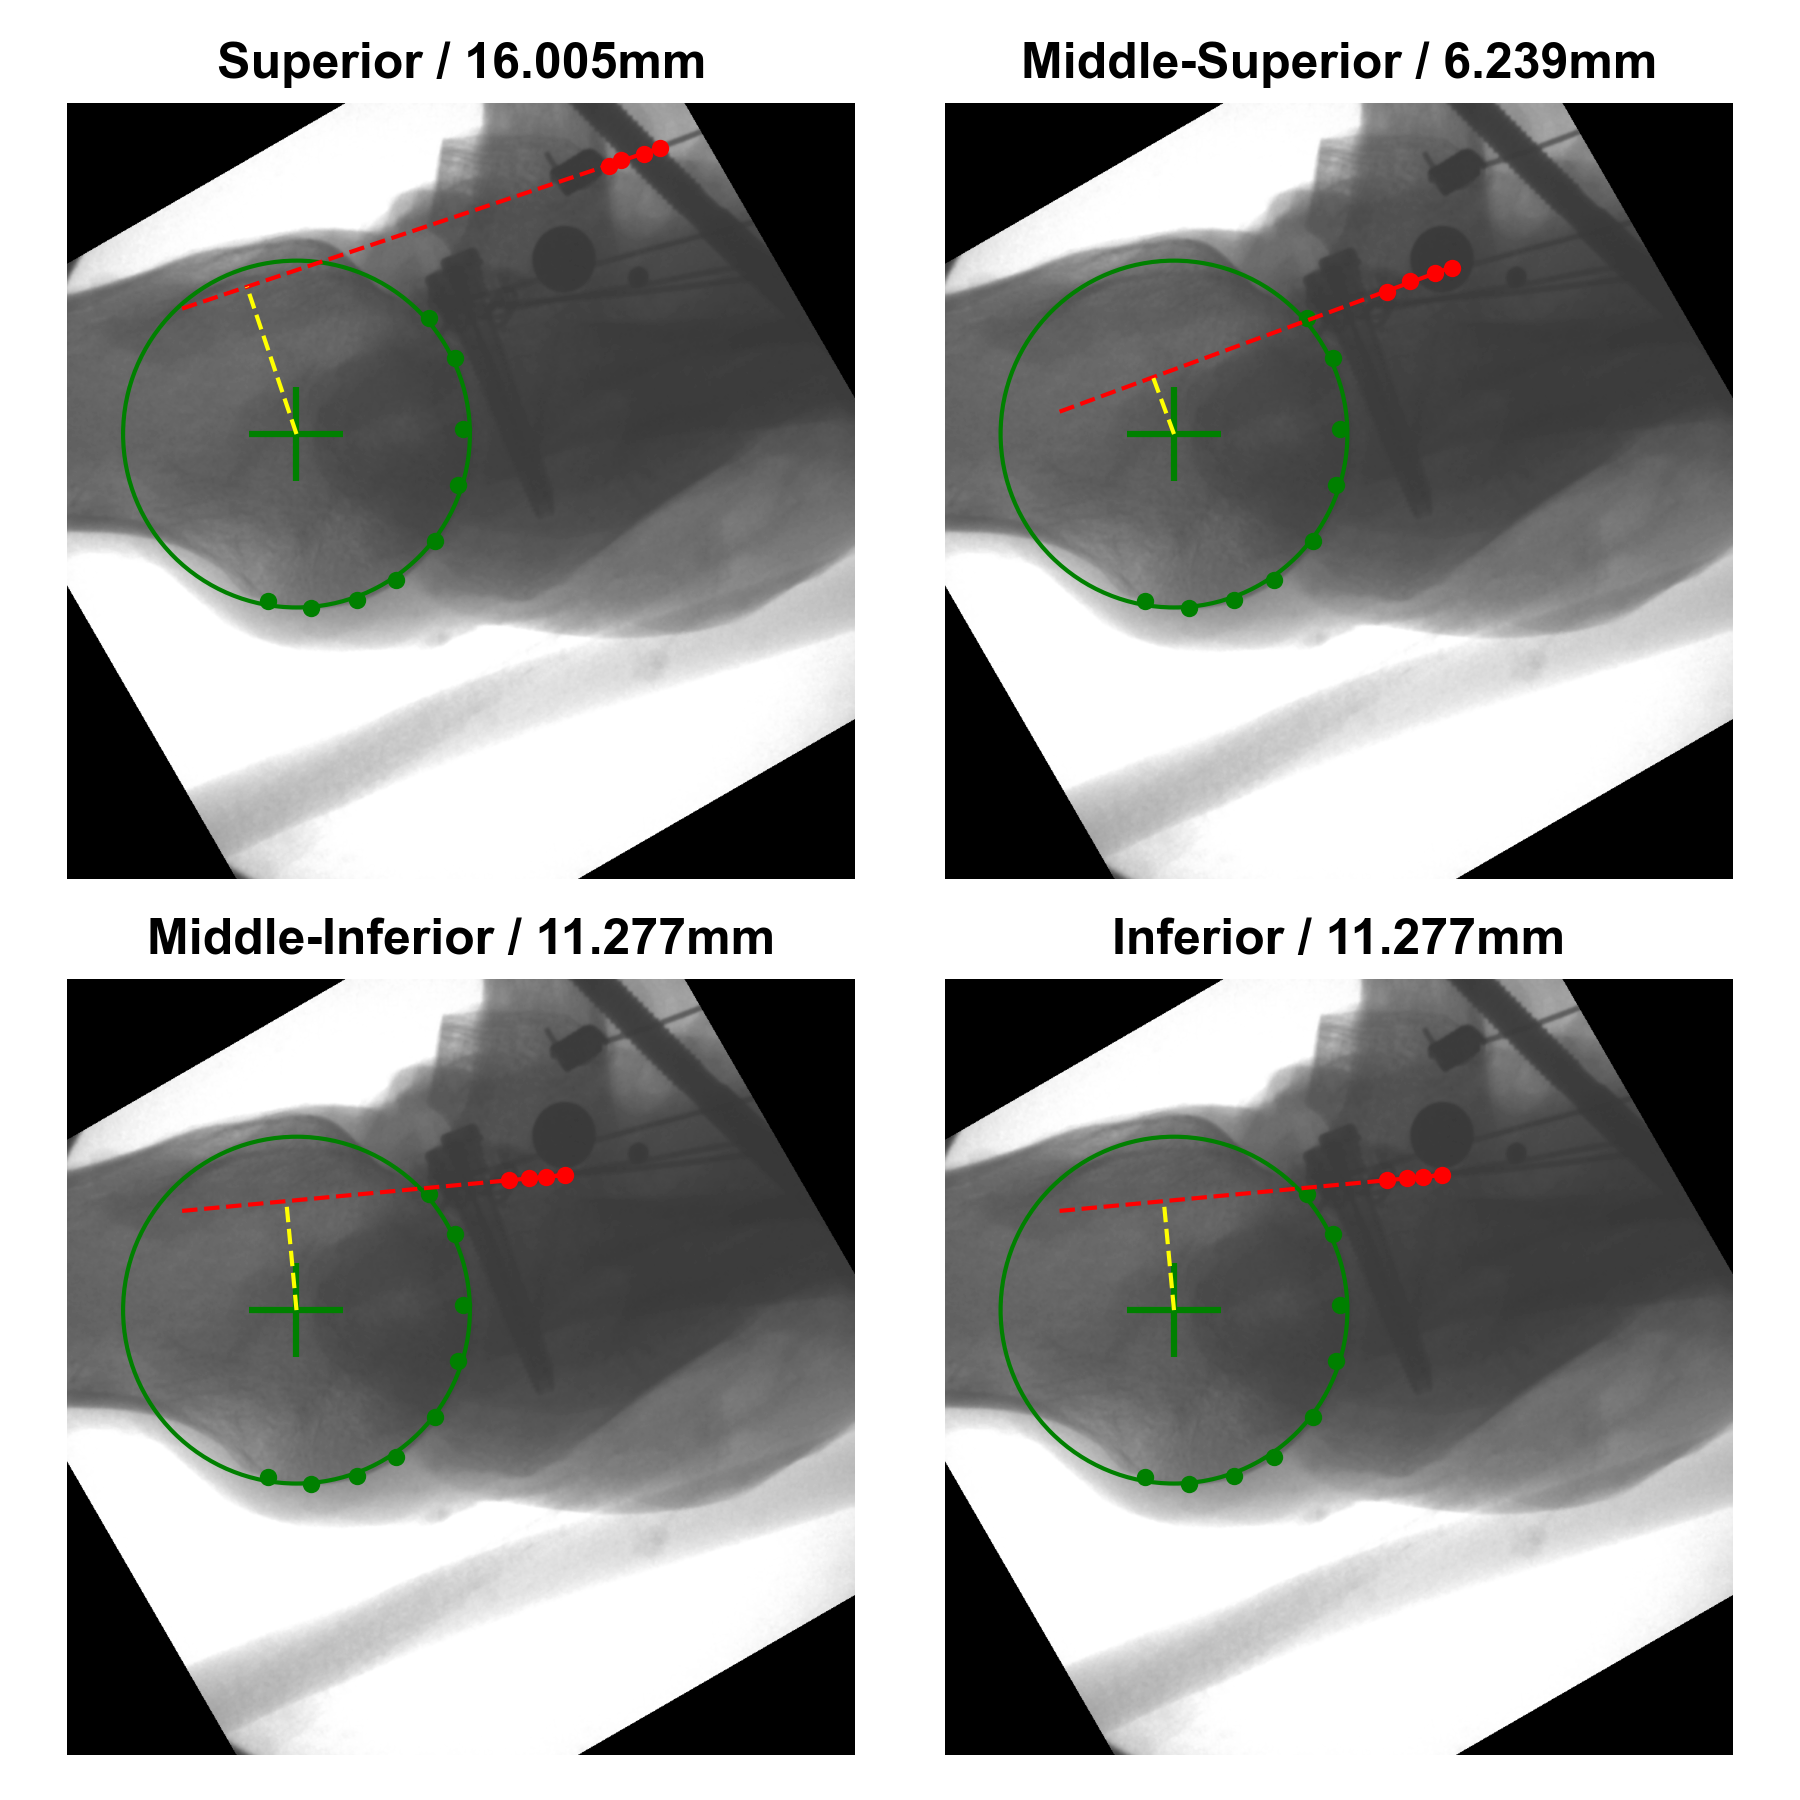 Superior / 16.005mm
Middle-Superior / 6.239mm
Middle-Inferior / 11.277mm
Inferior / 11.277mm